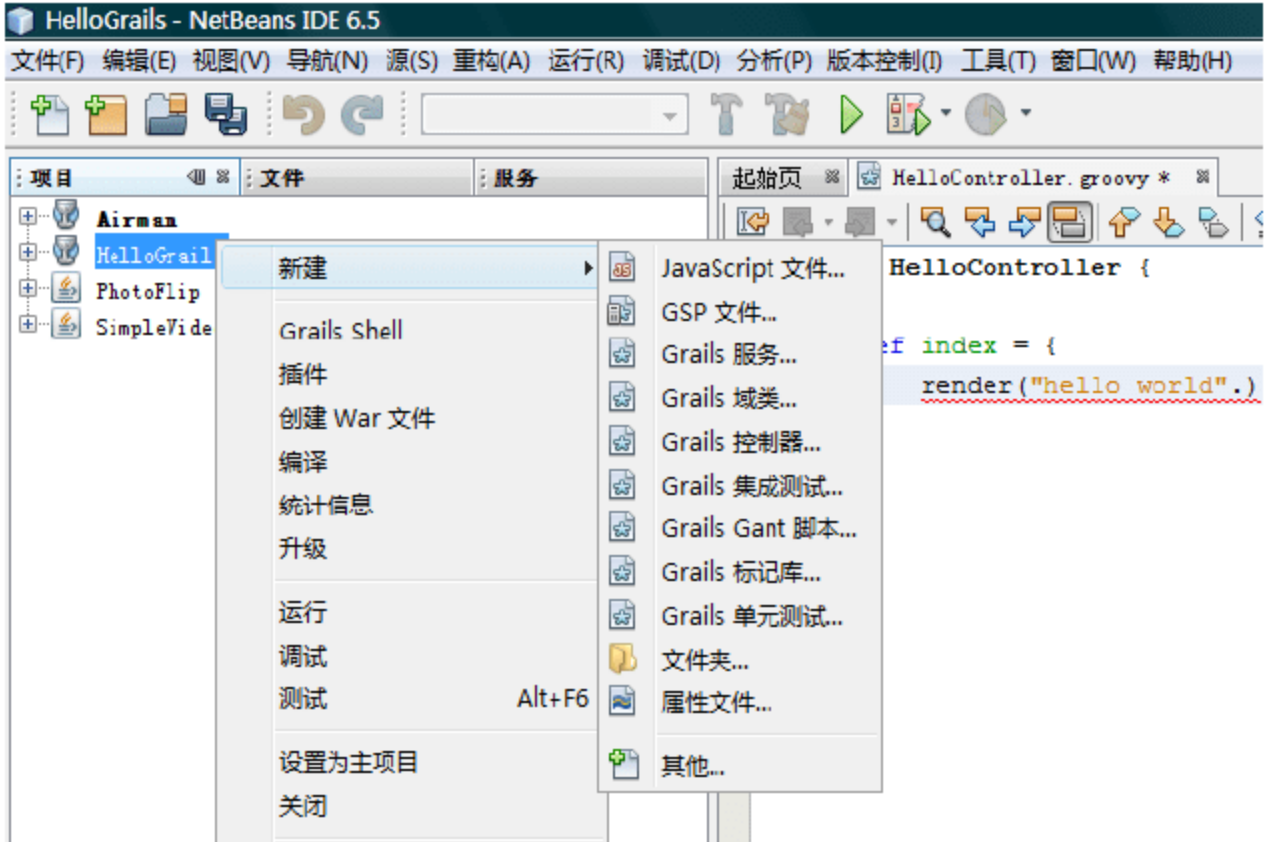 HelloGrails - NetBeans IDE 6.5
文件(F) 编辑(E) 视图(V) 导航(N) 源(S) 重构(A) 运行(R) 调试(D) 分析(P) 版本控制(I) 工具(T) 窗口(W) 帮助(H)
项目 文件 服务 起始页 HelloController.groovy *
Airman
HelloGrail
PhotoFlip
SimpleVide
新建
Grails Shell
插件
创建 War 文件
编译
统计信息
升级
运行
调试
测试 Alt+F6
设置为主项目
关闭
JavaScript 文件...
GSP 文件...
Grails 服务...
Grails 域类...
Grails 控制器...
Grails 集成测试...
Grails Gant 脚本...
Grails 标记库...
Grails 单元测试...
文件夹...
属性文件...
其他...
HelloController {
ef index = {
render("hello world".)